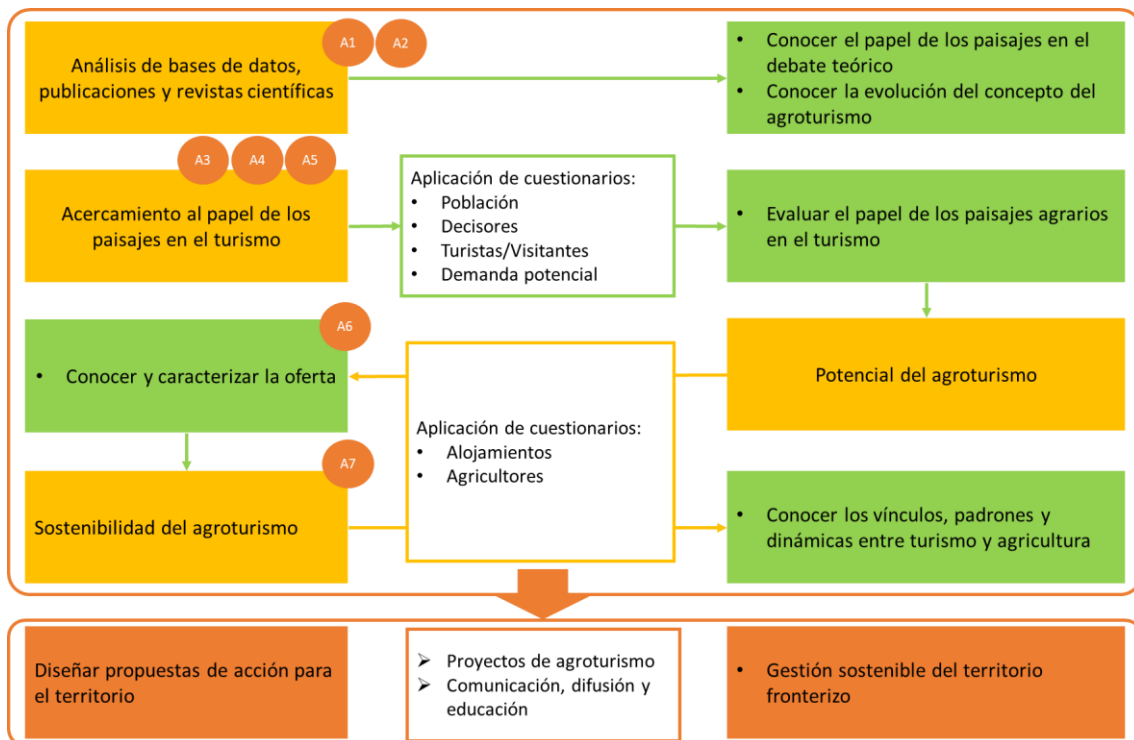 A1
A2
Análisis de bases de datos,
publicaciones y revistas científicas
• Conocer el papel de los paisajes en el
debate teórico
• Conocer la evolución del concepto del
agroturismo
A3
A4
A5
Acercamiento al papel de los
paisajes en el turismo
Aplicación de cuestionarios:
• Población
• Decisores
• Turistas/Visitantes
• Demanda potencial
• Evaluar el papel de los paisajes agrarios
en el turismo
A6
• Conocer y caracterizar la oferta
Potencial del agroturismo
Aplicación de cuestionarios:
• Alojamientos
• Agricultores
A7
Sostenibilidad del agroturismo
• Conocer los vínculos, padrones y
dinámicas entre turismo y agricultura
Diseñar propuestas de acción para
el territorio
➢ Proyectos de agroturismo
➢ Comunicación, difusión y
educación
• Gestión sostenible del territorio
fronterizo